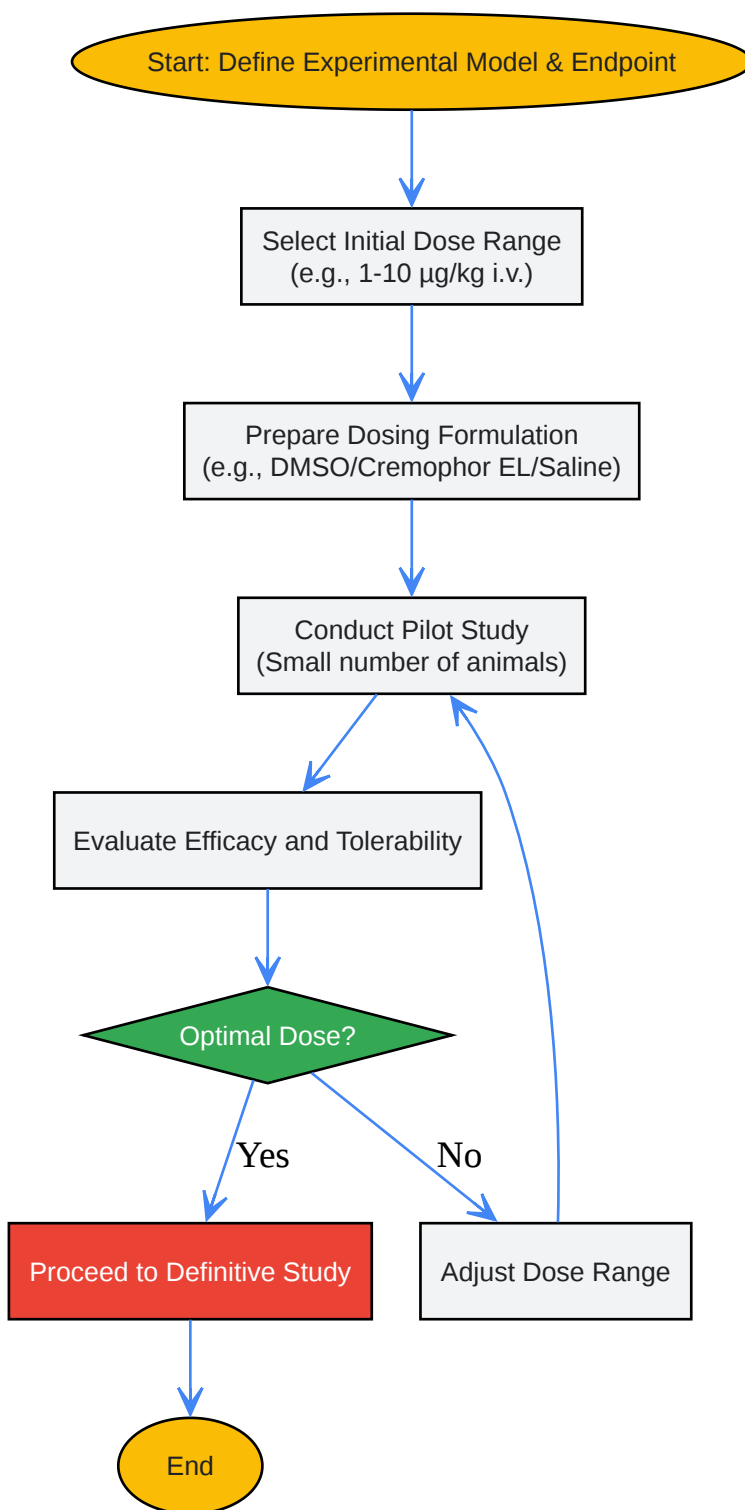 Start: Define Experimental Model & Endpoint
Select Initial Dose Range
(e.g., 1-10 µg/kg i.v.)
Prepare Dosing Formulation
(e.g., DMSO/Cremophor EL/Saline)
Conduct Pilot Study
(Small number of animals)
Evaluate Efficacy and Tolerability
Optimal Dose?
Yes
No
Proceed to Definitive Study
Adjust Dose Range
End